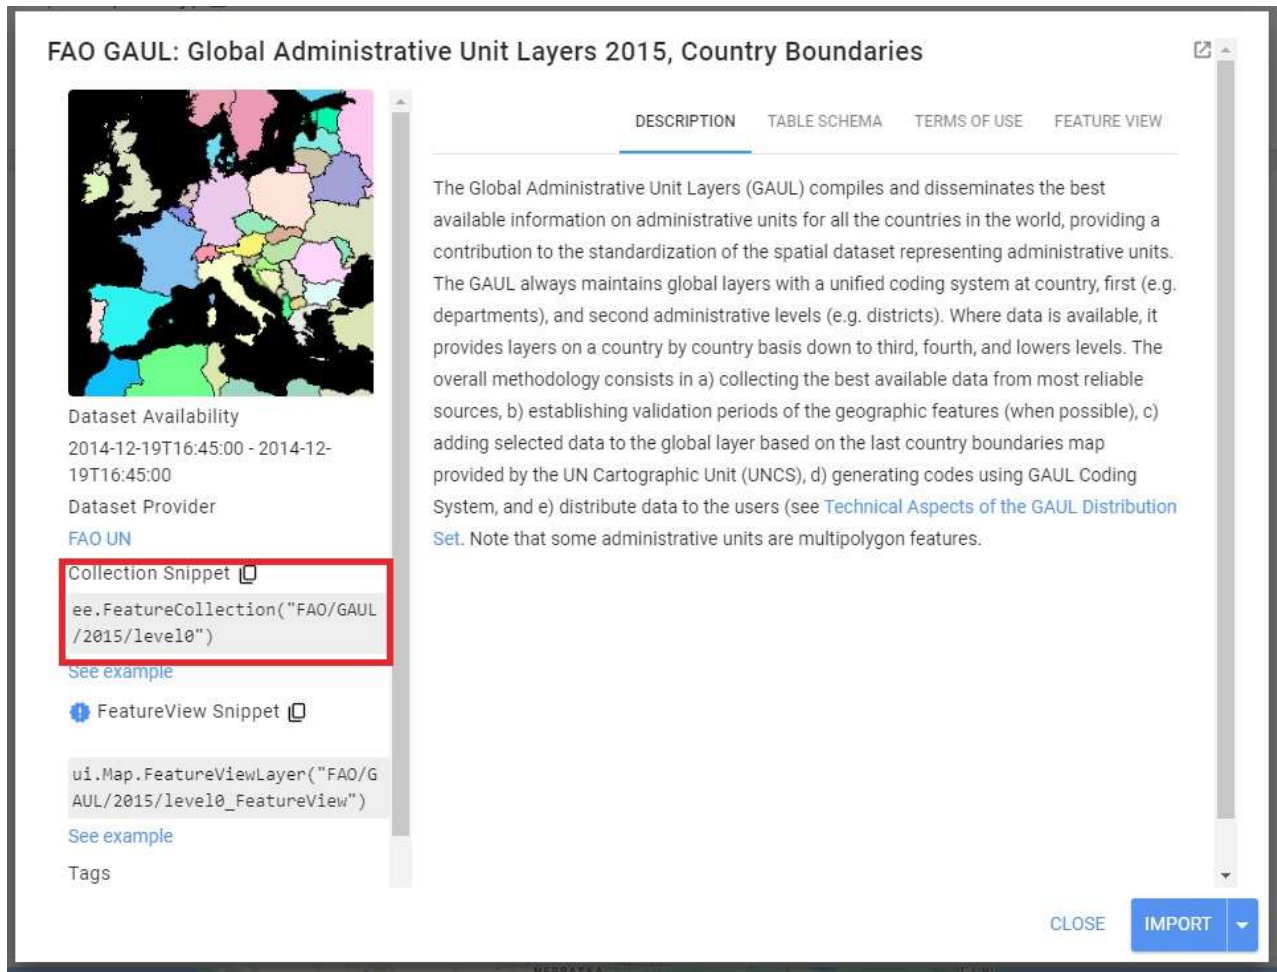 FAO GAUL: Global Administrative Unit Layers 2015, Country Boundaries
Dataset Availability
2014-12-19T16:45:00 - 2014-12-
19T16:45:00
Dataset Provider
FAO UN
Collection Snippet
ee.FeatureCollection("FAO/GAUL
/2015/level0")
See example
FeatureView Snippet
ui.Map.FeatureViewLayer("FAO/G
AUL/2015/level0_FeatureView")
See example
Tags
DESCRIPTION TABLE SCHEMA TERMS OF USE FEATURE VIEW
The Global Administrative Unit Layers (GAUL) compiles and disseminates the best
available information on administrative units for all the countries in the world, providing a
contribution to the standardization of the spatial dataset representing administrative units.
The GAUL always maintains global layers with a unified coding system at country, first (e.g.
departments), and second administrative levels (e.g. districts). Where data is available, it
provides layers on a country by country basis down to third, fourth, and lowers levels. The
overall methodology consists in a) collecting the best available data from most reliable
sources, b) establishing validation periods of the geographic features (when possible), c)
adding selected data to the global layer based on the last country boundaries map
provided by the UN Cartographic Unit (UNCS), d) generating codes using GAUL Coding
System, and e) distribute data to the users (see Technical Aspects of the GAUL Distribution
Set. Note that some administrative units are multipolygon features.
CLOSE IMPORT